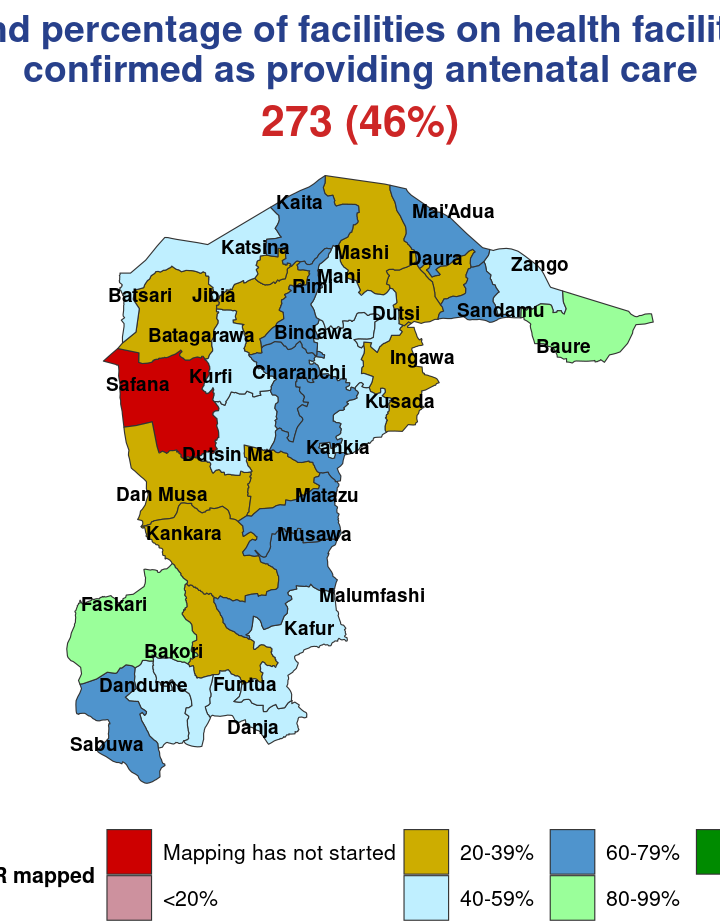 percentage of facilities on health
confirmed as providing antenatal care
273 (46%)
Kaita
Mai'Adua
Katsina
Mashi
Daura
Zango
Mani
Rimi
Batsari
Jibia
Dutsi
Sandamu
Batagarawa
Bindawa
Baure
Ingawa
Safana
Kurfi
Charanchi
Kusada
Kankia
Dutsin Ma
Dan Musa
Matazu
Kankara
Musawa
Faskari
Malumfashi
Kafur
Bakori
Dandume
Funtua
Danja
Sabuwa
mapped
Mapping has not started
20-39%
60-79%
<20%
40-59%
80-99%